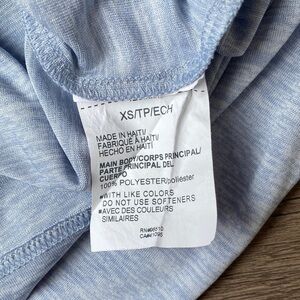 XS/TP/ECH
MADE IN HAITI/
FABRIQUÉ À HAITI/
HECHO EN HAITI
MAIN BODY/CORPS PRINCIPAL/
PARTE PRINCIPAL DEL
CUERPO
100% POLYESTER/poliéster
#WITH LIKE COLORS
DO NOT USE SOFTENERS
#AVEC DES COULEURS
SIMILAIRES